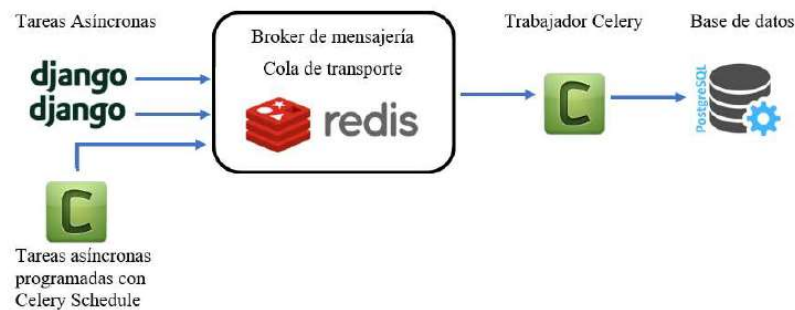 Tareas Asíncronas
django
django
Broker de mensajería
Cola de transporte
redis
Trabajador Celery
C
Base de datos
PostgreSQL
C
Tareas asíncronas
programadas con
Celery Schedule